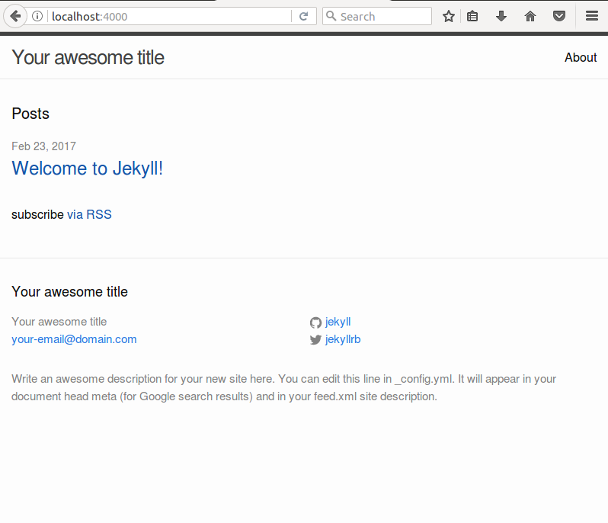 localhost:4000
Search
Your awesome title
About
Posts
Feb 23, 2017
Welcome to Jekyll!
subscribe via RSS
Your awesome title
Your awesome title
your-email@domain.com
jekyll
jekyllrb
Write an awesome description for your new site here. You can edit this line in _config.yml. It will appear in your
document head meta (for Google search results) and in your feed.xml site description.